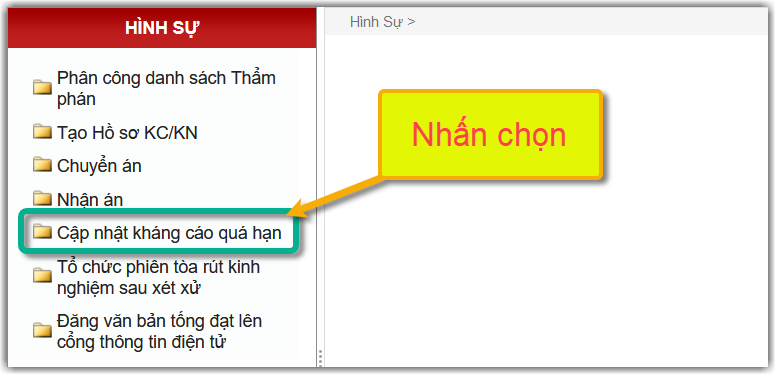 HÌNH SỰ
Hình Sự >
Phân công danh sách Thẩm
phán
Tạo Hồ sơ KC/KN
Chuyển án
Nhận án
Cập nhật kháng cáo quá hạn
Tổ chức phiên tòa rút kinh
nghiệm sau xét xử
Đăng văn bản tống đạt lên
cổng thông tin điện tử
Nhấn chọn